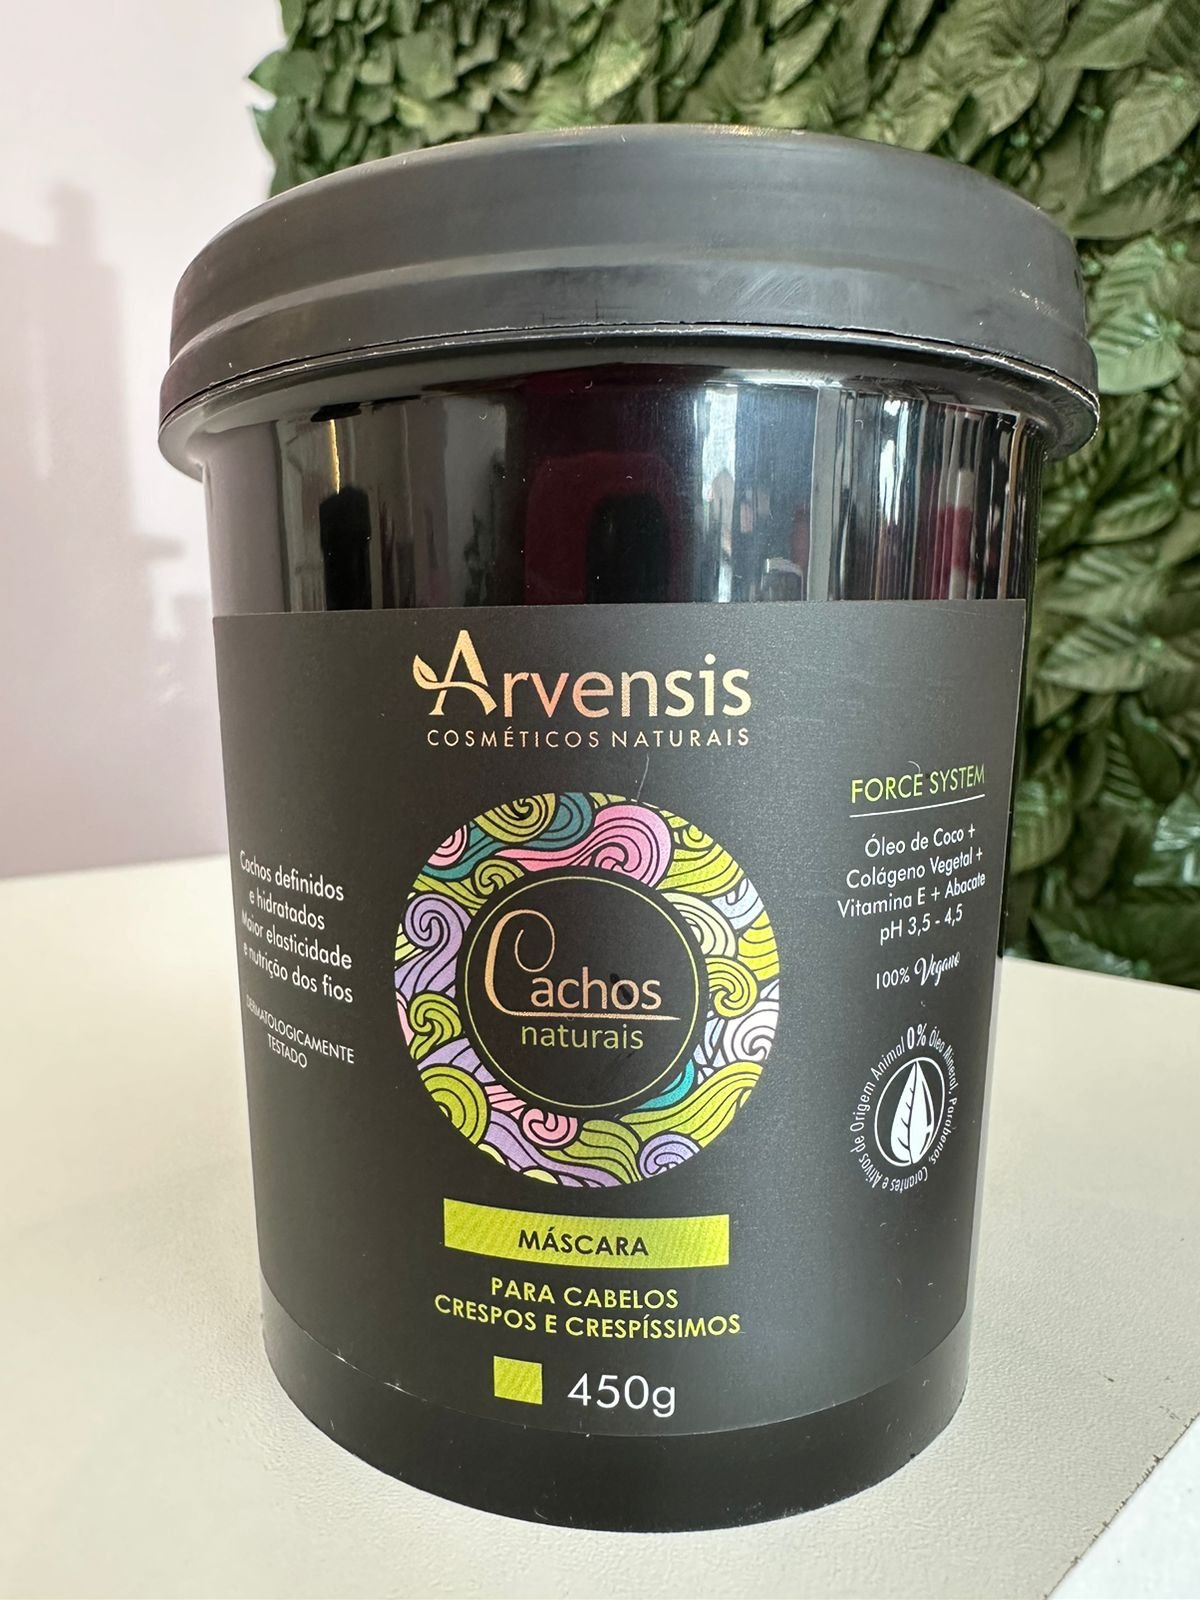 Arvensis
COSMÉTICOS NATURAIS
Cachos definidos
e hidratados
Maior elasticidade
e nutrição dos fios
DERMATOLOGICAMENTE
TESTADO
Cachos
naturais
FORCE SYSTEM
Óleo de Coco +
Colágeno Vegetal +
Vitamina E + Abacate
pH 3,5 - 4,5
100% Vegano
0% Óleo Mineral, Parabenos, Corantes e Ativos de Origem Animal
MÁSCARA
PARA CABELOS
CRESPOS E CRESPÍSSIMOS
450g